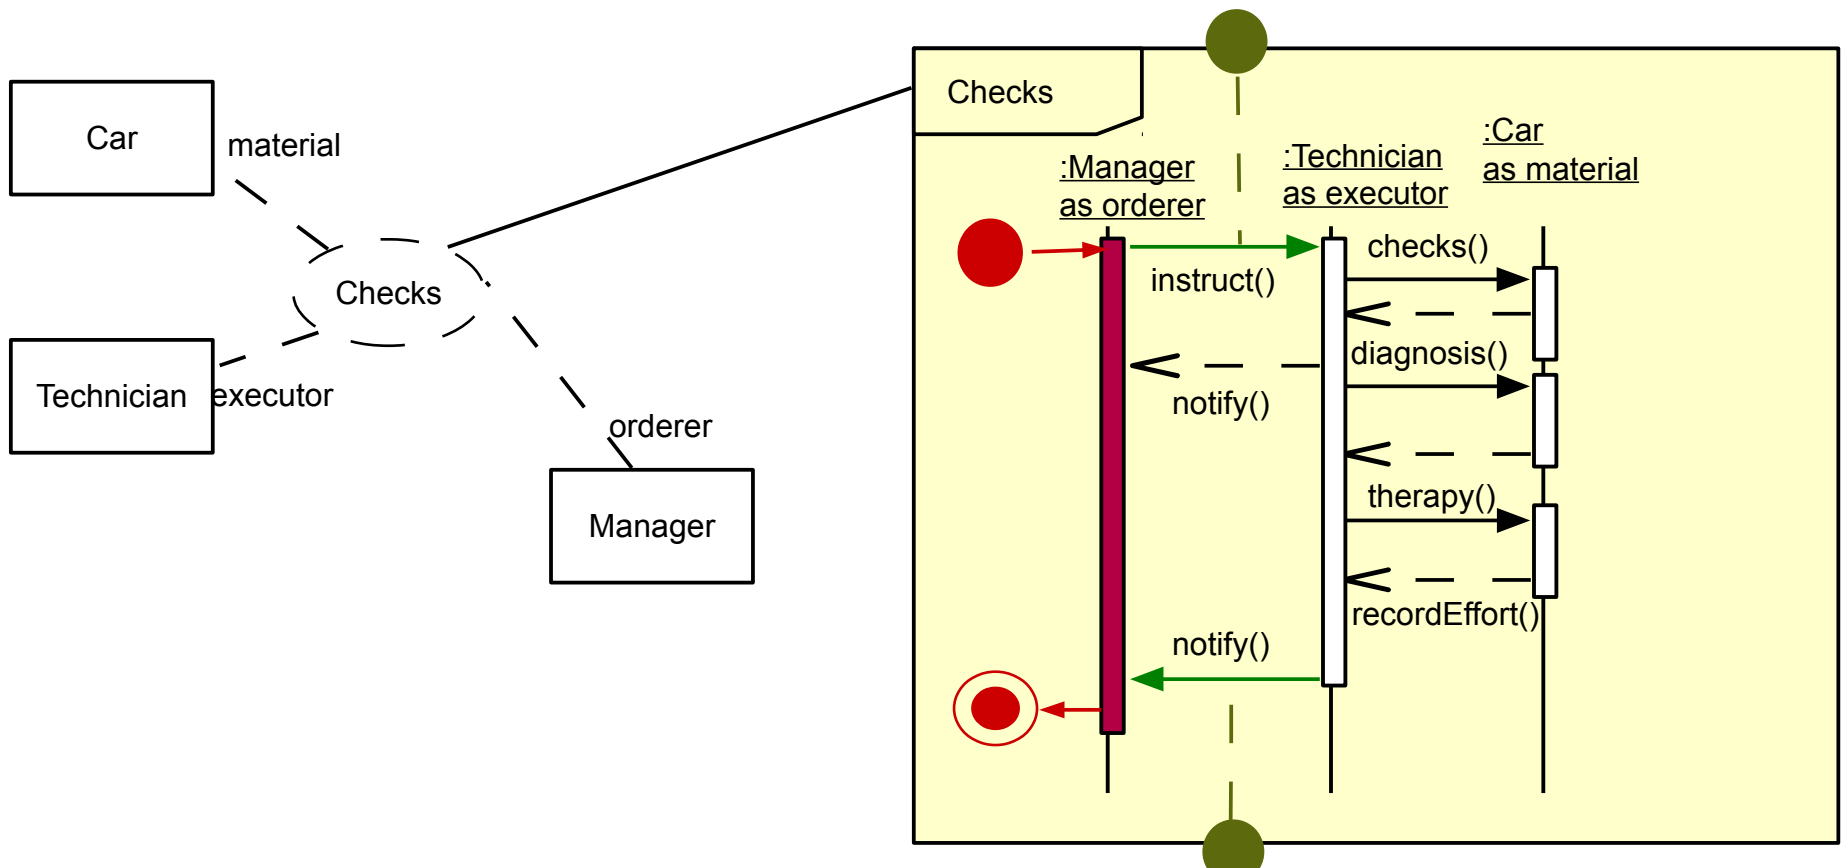 Car
material
Checks
Technician
executor
orderer
Manager
Checks
:Manager
as orderer
:Technician
as executor
:Car
as material
checks()
instruct()
diagnosis()
notify()
therapy()
recordEffort()
notify()